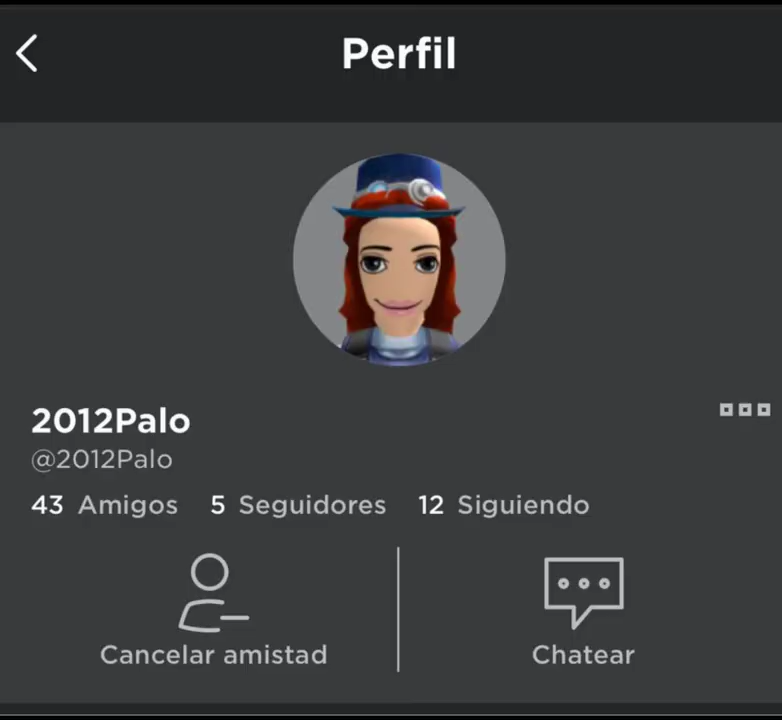 Perfil
2012Palo
@2012Palo
43 Amigos 5 Seguidores 12 Siguiendo
Cancelar amistad Chatear